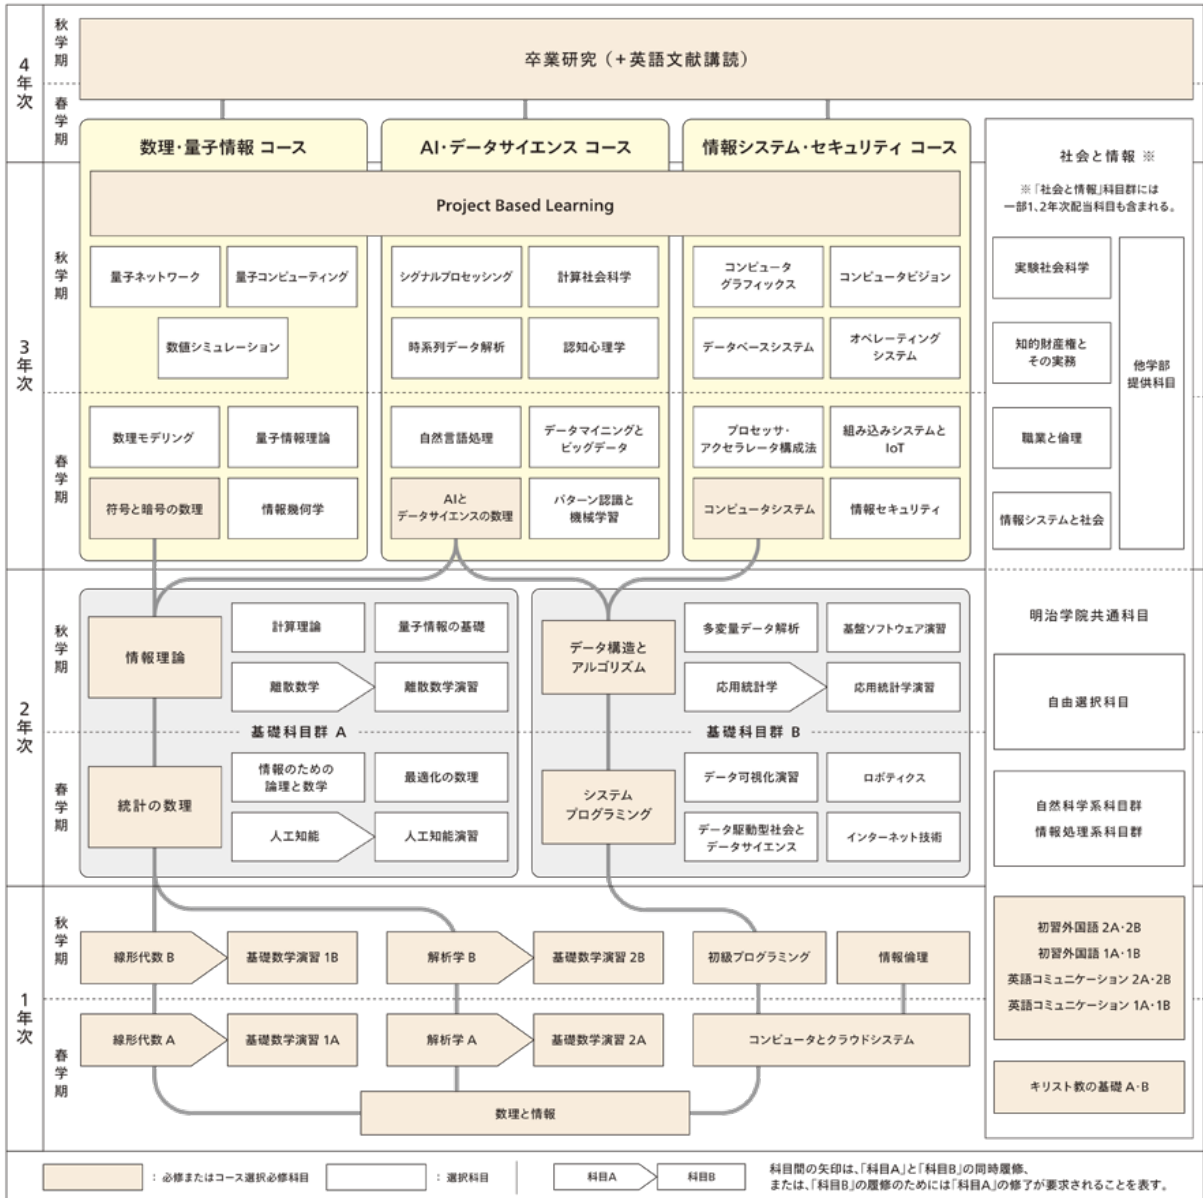 4年次
秋学期
春学期
卒業研究（＋英語文献講読）
数理・量子情報 コース
AI・データサイエンス コース
情報システム・セキュリティ コース
3年次
秋学期
春学期
Project Based Learning
量子ネットワーク
量子コンピューティング
数値シミュレーション
シグナルプロセッシング
計算社会科学
時系列データ解析
認知心理学
コンピュータ
グラフィックス
コンピュータビジョン
データベースシステム
オペレーティング
システム
数理モデリング
量子情報理論
符号と暗号の数理
情報幾何学
自然言語処理
データマイニングと
ビッグデータ
AIと
データサイエンスの数理
パターン認識と
機械学習
プロセッサ・
アクセラレータ構成法
組み込みシステムと
IoT
コンピュータシステム
情報セキュリティ
社会と情報 ※
※「社会と情報」科目群には
一部1、2年次配当科目も含まれる。
実験社会科学
知的財産権と
その実務
職業と倫理
情報システムと社会
他学部
提供科目
2年次
秋学期
春学期
情報理論
計算理論
量子情報の基礎
離散数学
離散数学演習
基礎科目群 A
統計の数理
情報のための
論理と数学
最適化の数理
人工知能
人工知能演習
データ構造と
アルゴリズム
多変量データ解析
基盤ソフトウェア演習
応用統計学
応用統計学演習
基礎科目群 B
システム
プログラミング
データ可視化演習
ロボティクス
データ駆動型社会と
データサイエンス
インターネット技術
明治学院共通科目
自由選択科目
自然科学系科目群
情報処理系科目群
1年次
秋学期
春学期
線形代数 B
基礎数学演習 1B
解析学 B
基礎数学演習 2B
初級プログラミング
情報倫理
線形代数 A
基礎数学演習 1A
解析学 A
基礎数学演習 2A
コンピュータとクラウドシステム
数理と情報
初習外国語 2A・2B
初習外国語 1A・1B
英語コミュニケーション 2A・2B
英語コミュニケーション 1A・1B
キリスト教の基礎 A・B
：必修またはコース選択必修科目
：選択科目
科目A
科目B
科目間の矢印は、「科目A」と「科目B」の同時履修、
または、「科目B」の履修のためには「科目A」の修了が要求されることを表す。